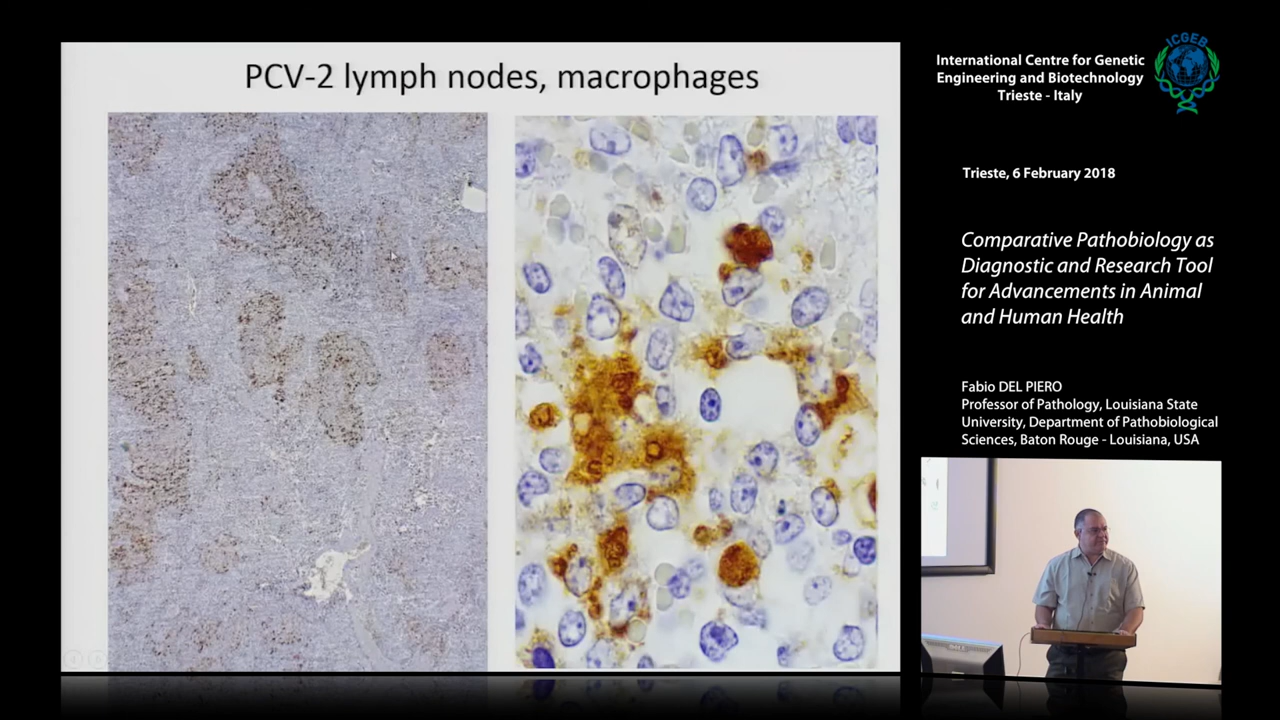 PCV-2 lymph nodes, macrophages
International Centre for Genetic
Engineering and Biotechnology
Trieste - Italy
ICGEB
Trieste, 6 February 2018
Comparative Pathobiology as
Diagnostic and Research Tool
for Advancements in Animal
and Human Health
Fabio DEL PIERO
Professor of Pathology, Louisiana State
University, Department of Pathobiological
Sciences, Baton Rouge - Louisiana, USA